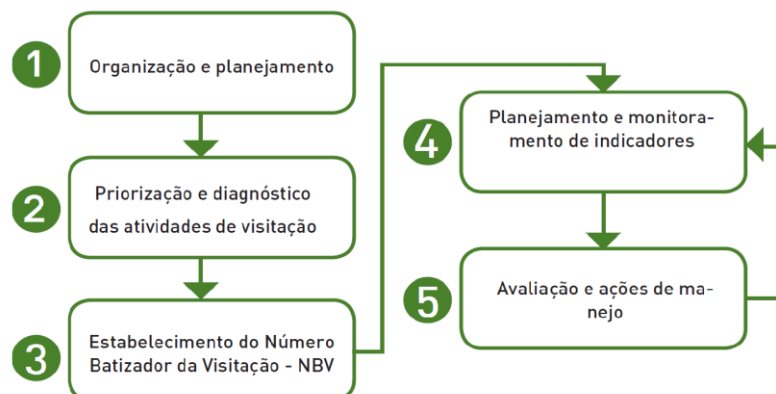 1
Organização e planejamento
2
Priorização e diagnóstico
das atividades de visitação
3
Estabelecimento do Número
Batizador da Visitação - NBV
4
Planejamento e monitora-
mento de indicadores
5
Avaliação e ações de ma-
nejo